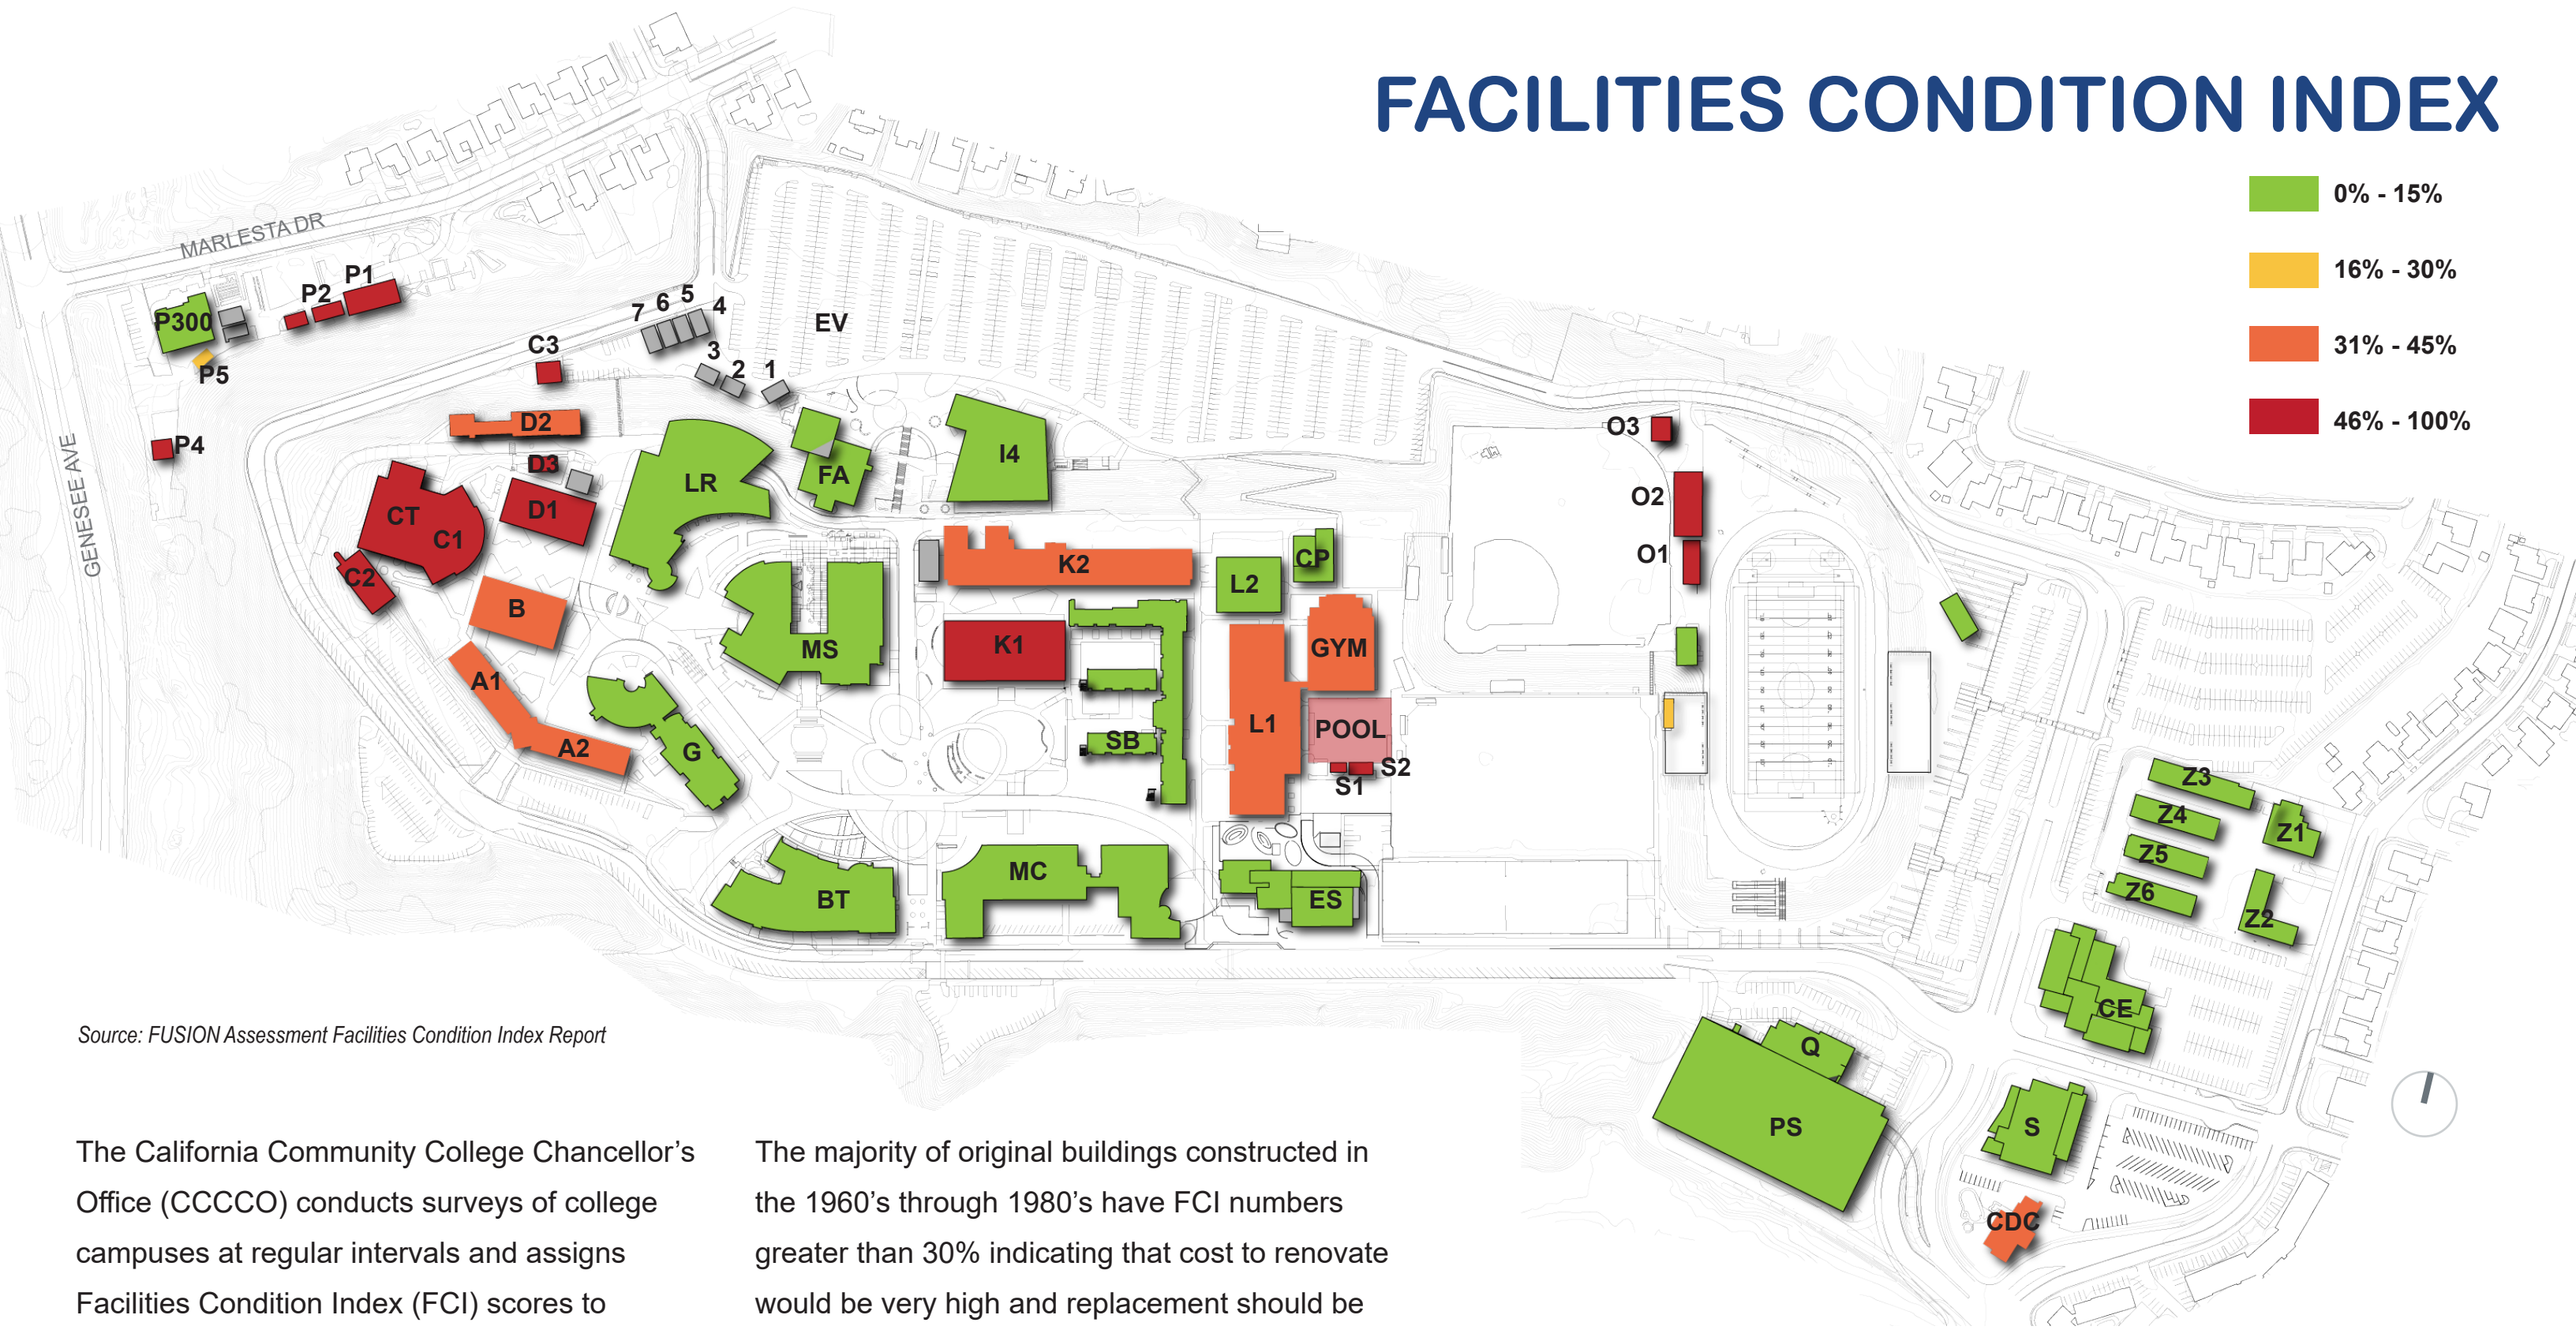 FACILITIES CONDITION INDEX
0% - 15%
16% - 30%
31% - 45%
46% - 100%
MARLESTA DR
GENESEE AVE
P1
P2
P300
P5
P4
C3
7
6
5
4
3
2
1
EV
D2
D3
D1
CT
C1
C2
B
A1
A2
G
LR
FA
I4
MS
K2
K1
SB
L2
CP
GYM
L1
POOL
S1
S2
O3
O2
O1
BT
MC
ES
Z3
Z4
Z5
Z6
Z1
Z2
CE
Q
PS
S
CDC
Source: FUSION Assessment Facilities Condition Index Report
The California Community College Chancellor’s
Office (CCCCO) conducts surveys of college
campuses at regular intervals and assigns
Facilities Condition Index (FCI) scores to
The majority of original buildings constructed in
the 1960’s through 1980’s have FCI numbers
greater than 30% indicating that cost to renovate
would be very high and replacement should be